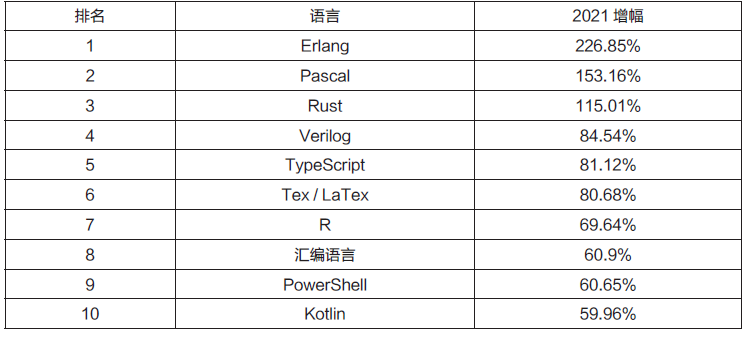 排名 语言 2021 增幅
1 Erlang 226.85%
2 Pascal 153.16%
3 Rust 115.01%
4 Verilog 84.54%
5 TypeScript 81.12%
6 Tex / LaTex 80.68%
7 R 69.64%
8 汇编语言 60.9%
9 PowerShell 60.65%
10 Kotlin 59.96%